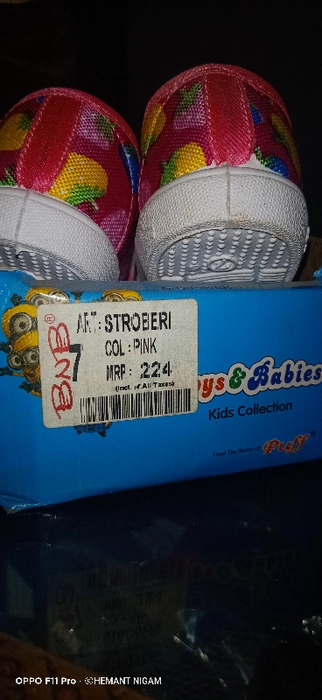 BNB®
7
ART: STROBERI
COL: PINK
MRP: 224
(Incl. of All Taxes)
ys & Babies
Kids Collection
From The House of Proff
OPPO F11 Pro · ©HEMANT NIGAM